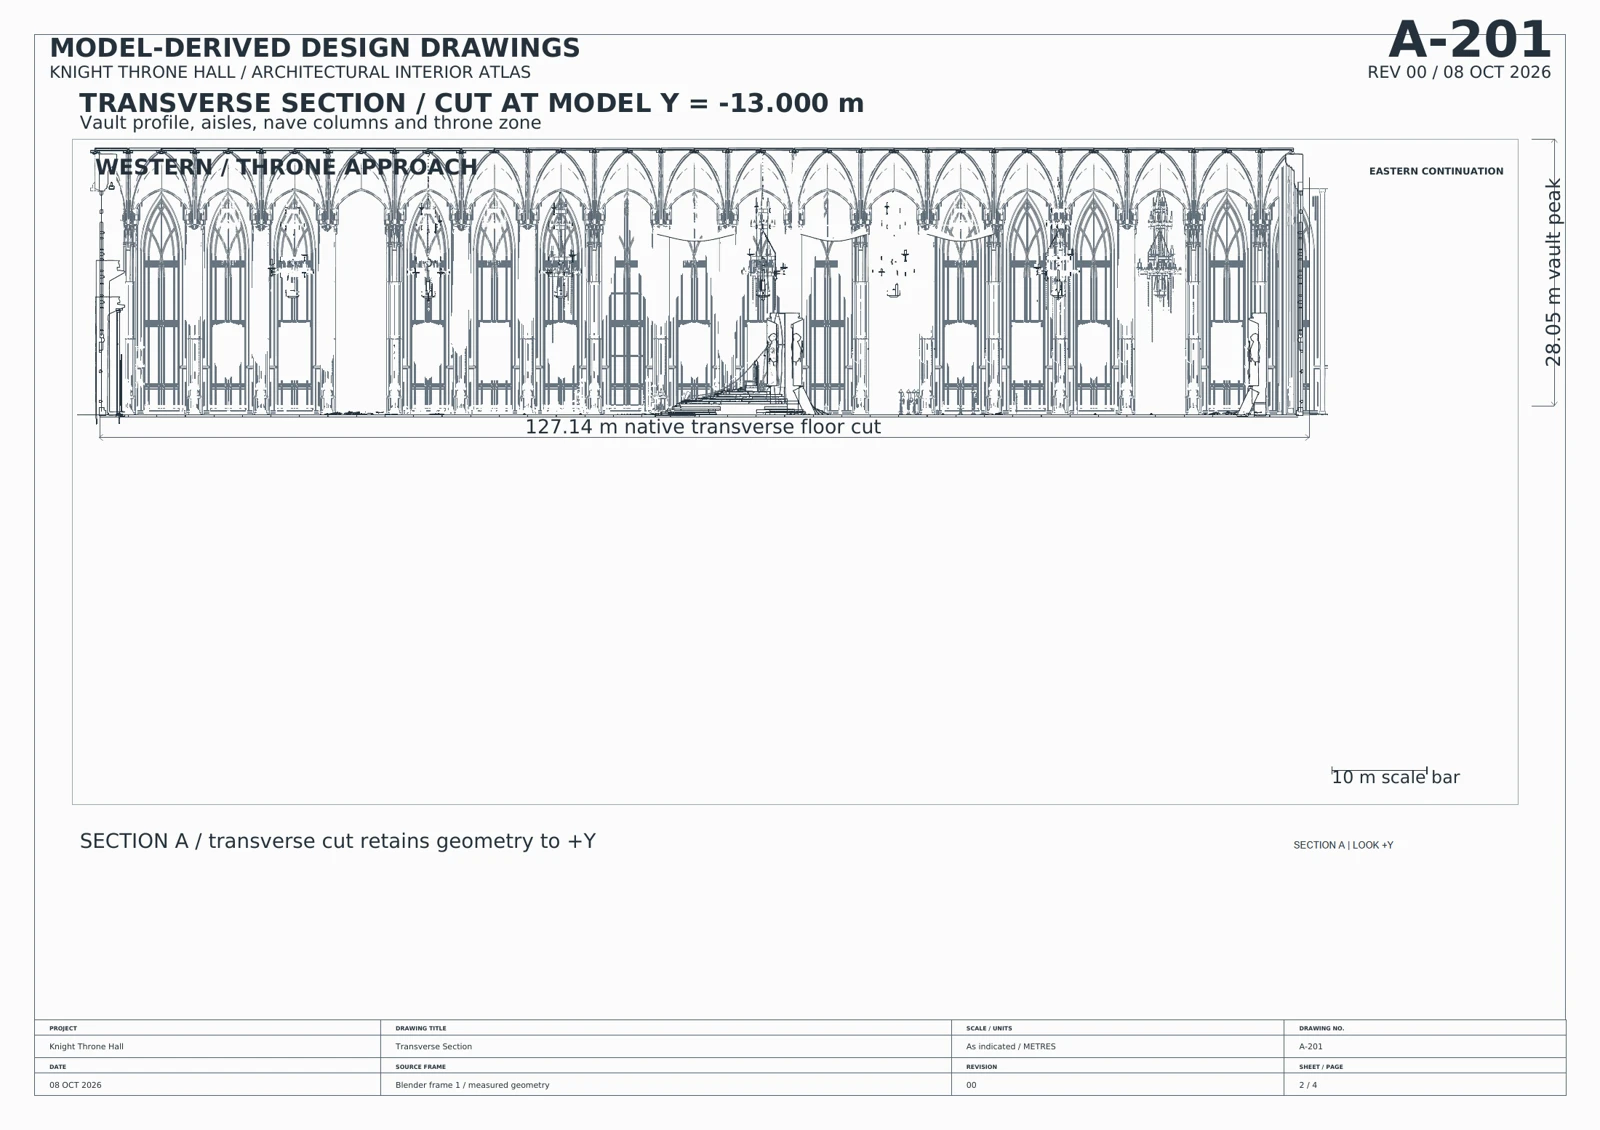 MODEL-DERIVED DESIGN DRAWINGS
A-201
KNIGHT THRONE HALL / ARCHITECTURAL INTERIOR ATLAS
REV 00 / 08 OCT 2026
TRANSVERSE SECTION / CUT AT MODEL Y = -13.000 m
Vault profile, aisles, nave columns and throne zone
WESTERN / THRONE APPROACH
EASTERN CONTINUATION
28.05 m vault peak
127.14 m native transverse floor cut
10 m scale bar
SECTION A / transverse cut retains geometry to +Y
SECTION A | LOOK +Y
PROJECT
DRAWING TITLE
SCALE / UNITS
DRAWING NO.
Knight Throne Hall
Transverse Section
As indicated / METRES
A-201
DATE
SOURCE FRAME
REVISION
SHEET / PAGE
08 OCT 2026
Blender frame 1 / measured geometry
00
2 / 4